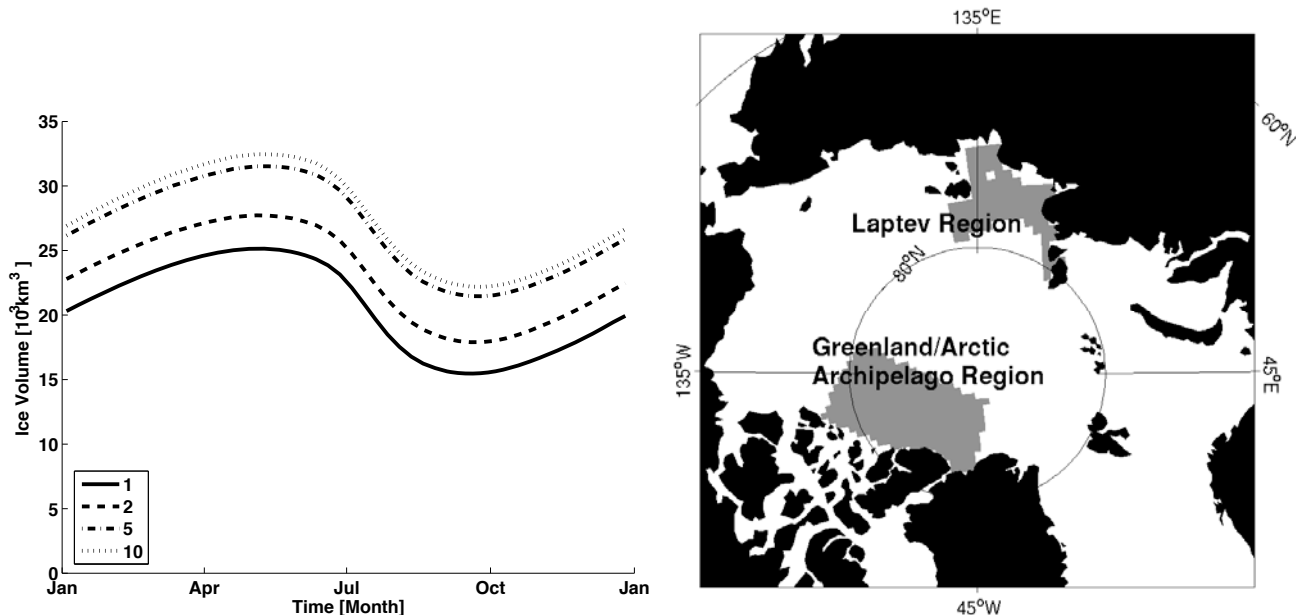 35
30
25
20
15
10
5
0
Ice Volume [10³km³ ]
1
2
5
10
Jan
Apr
Jul
Oct
Jan
Time [Month]
135°E
60°N
Laptev Region
80°N
Greenland/Arctic
Archipelago Region
135°W
45°E
45°W